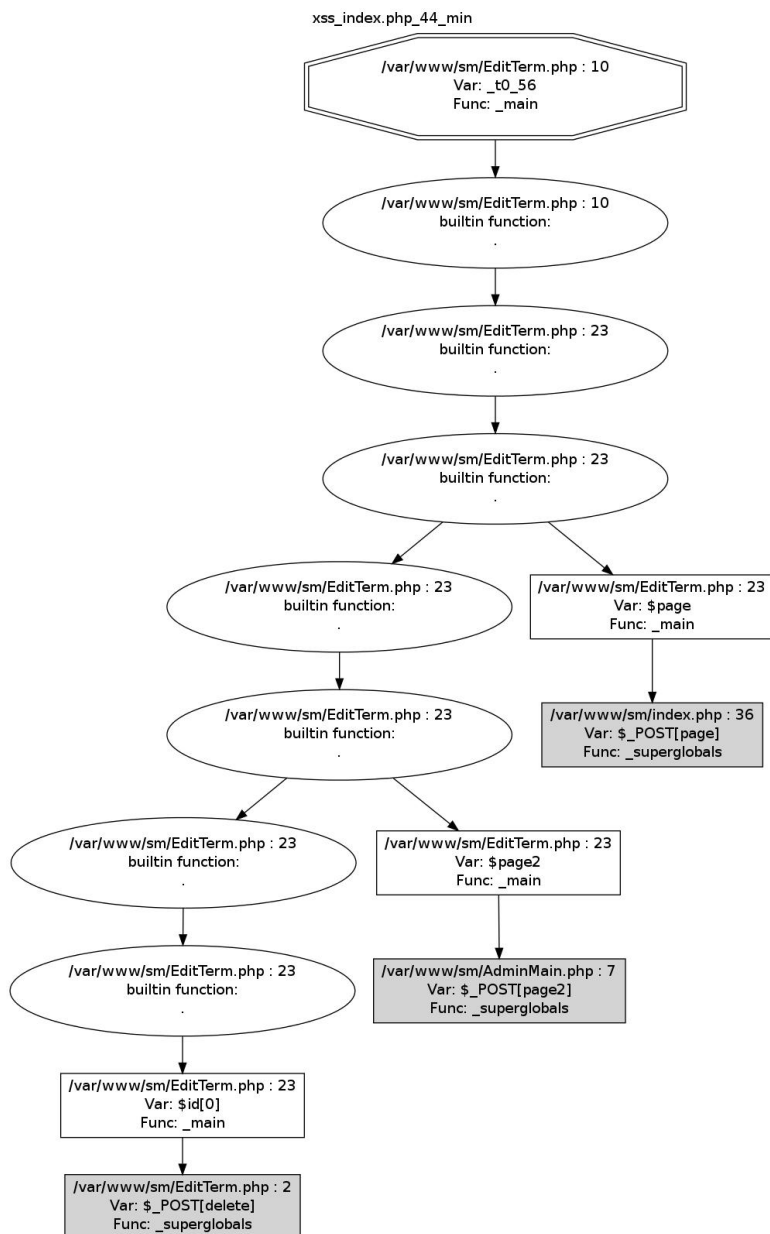 xss_index.php_44_min
/var/www/sm/EditTerm.php : 10
Var: _t0_56
Func: _main
/var/www/sm/EditTerm.php : 10
builtin function:
.
/var/www/sm/EditTerm.php : 23
builtin function:
.
/var/www/sm/EditTerm.php : 23
builtin function:
.
/var/www/sm/EditTerm.php : 23
builtin function:
.
/var/www/sm/EditTerm.php : 23
Var: $page
Func: _main
/var/www/sm/EditTerm.php : 23
builtin function:
.
/var/www/sm/index.php : 36
Var: $_POST[page]
Func: _superglobals
/var/www/sm/EditTerm.php : 23
builtin function:
.
/var/www/sm/EditTerm.php : 23
Var: $page2
Func: _main
/var/www/sm/EditTerm.php : 23
builtin function:
.
/var/www/sm/AdminMain.php : 7
Var: $_POST[page2]
Func: _superglobals
/var/www/sm/EditTerm.php : 23
Var: $id[0]
Func: _main
/var/www/sm/EditTerm.php : 2
Var: $_POST[delete]
Func: _superglobals